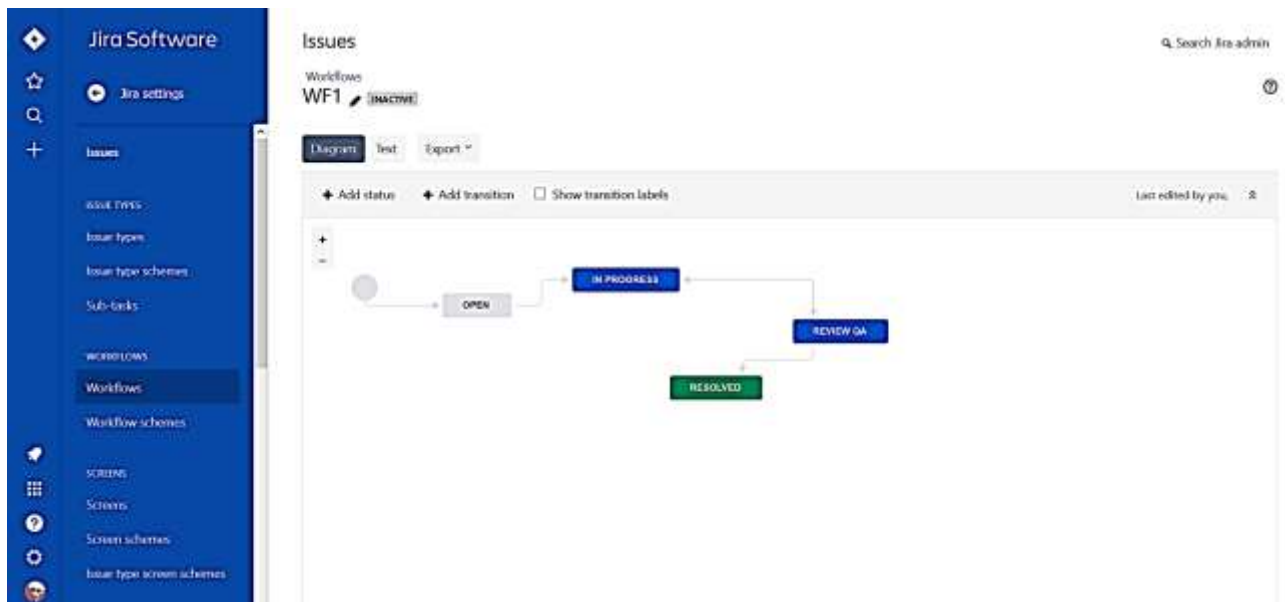 Jira Software
Jira settings
Issues
ISSUE TYPES
Issue types
Issue type schemes
Sub-tasks
WORKFLOWS
Workflows
Workflow schemes
SCREENS
Screens
Screen schemes
Issue type screen schemes
Issues
Search Jira admin
Workflows
WF1 INACTIVE
Diagram Text Export
Add status Add transition Show transition labels Last edited by you,
IN PROGRESS
OPEN
REVIEW QA
RESOLVED